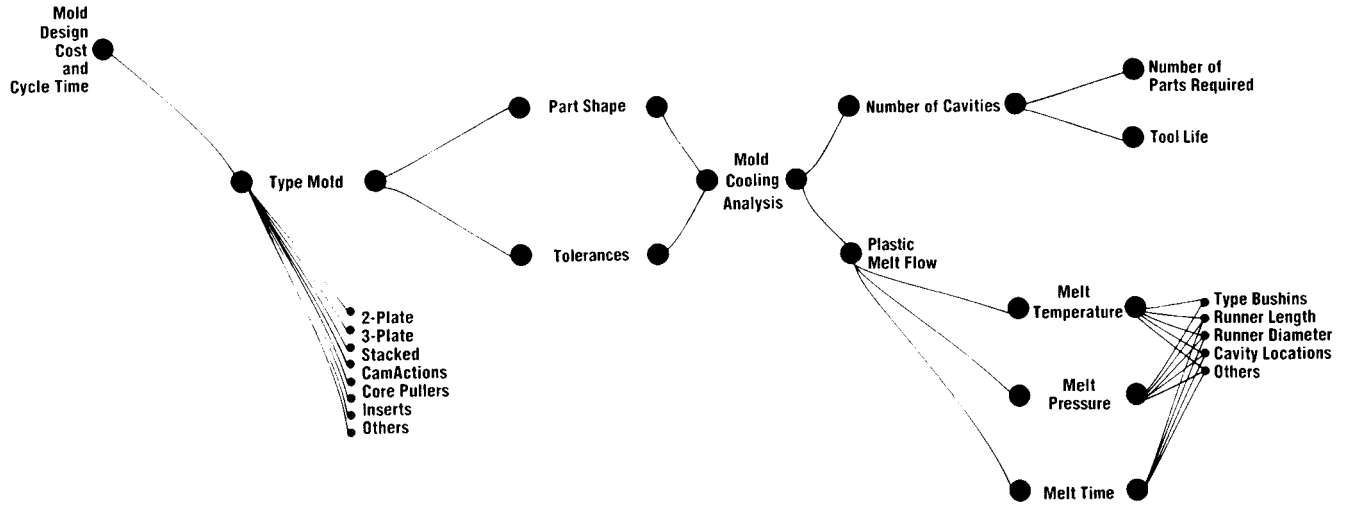 Mold
Design
Cost
and
Cycle Time
Type Mold
2-Plate
3-Plate
Stacked
CamActions
Core Pullers
Inserts
Others
Part Shape
Tolerances
Mold
Cooling
Analysis
Number of Cavities
Number of
Parts Required
Tool Life
Plastic
Melt Flow
Melt
Temperature
Melt
Pressure
Melt Time
Type Bushins
Runner Length
Runner Diameter
Cavity Locations
Others